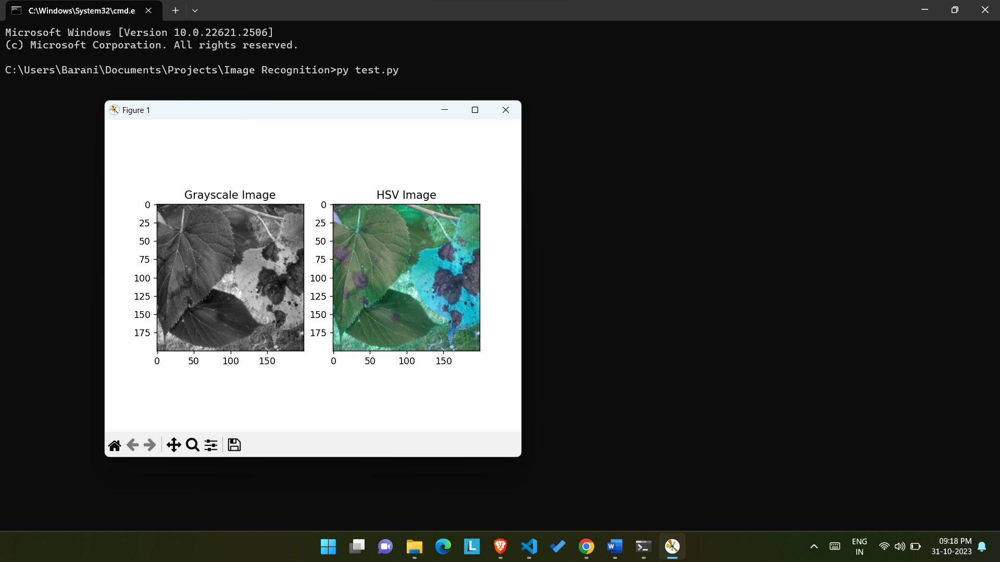 C:\Windows\System32\cmd.e
Microsoft Windows [Version 10.0.22621.2506]
(c) Microsoft Corporation. All rights reserved.
C:\Users\Barani\Documents\Projects\Image Recognition>py test.py
Figure 1
Grayscale Image
HSV Image
0
25
50
75
100
125
150
175
0 50 100 150
0
25
50
75
100
125
150
175
0 50 100 150
L
W
ENG
IN
09:18 PM
31-10-2023